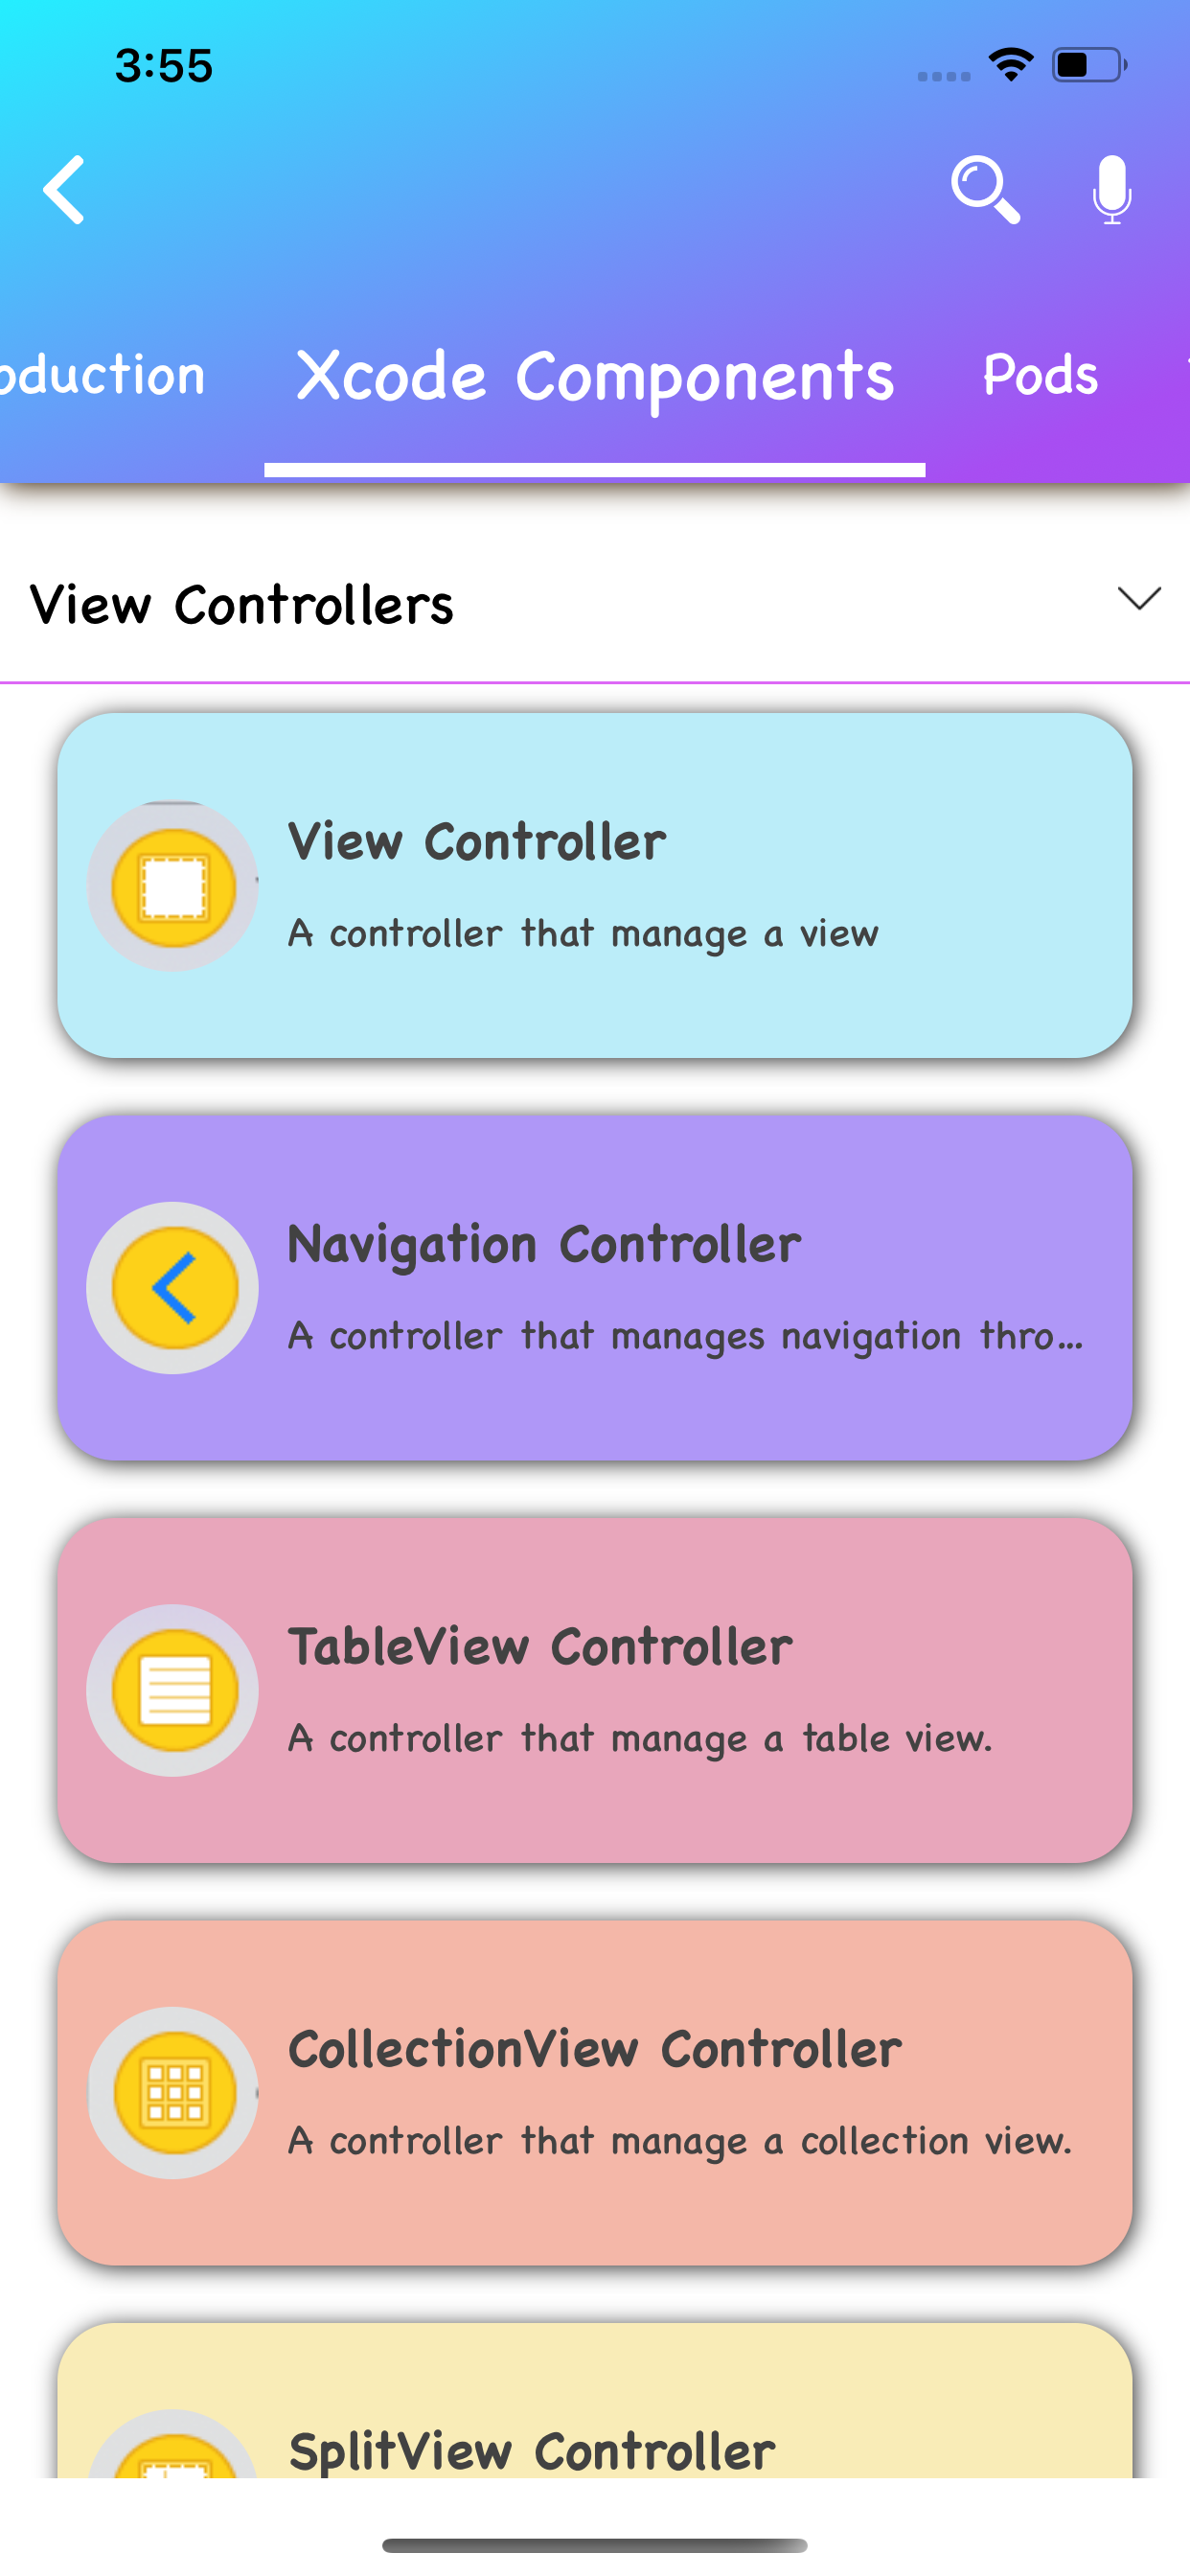 3:55
oduction Xcode Components Pods
View Controllers
View Controller
A controller that manage a view
Navigation Controller
A controller that manages navigation thro...
TableView Controller
A controller that manage a table view.
CollectionView Controller
A controller that manage a collection view.
SplitView Controller